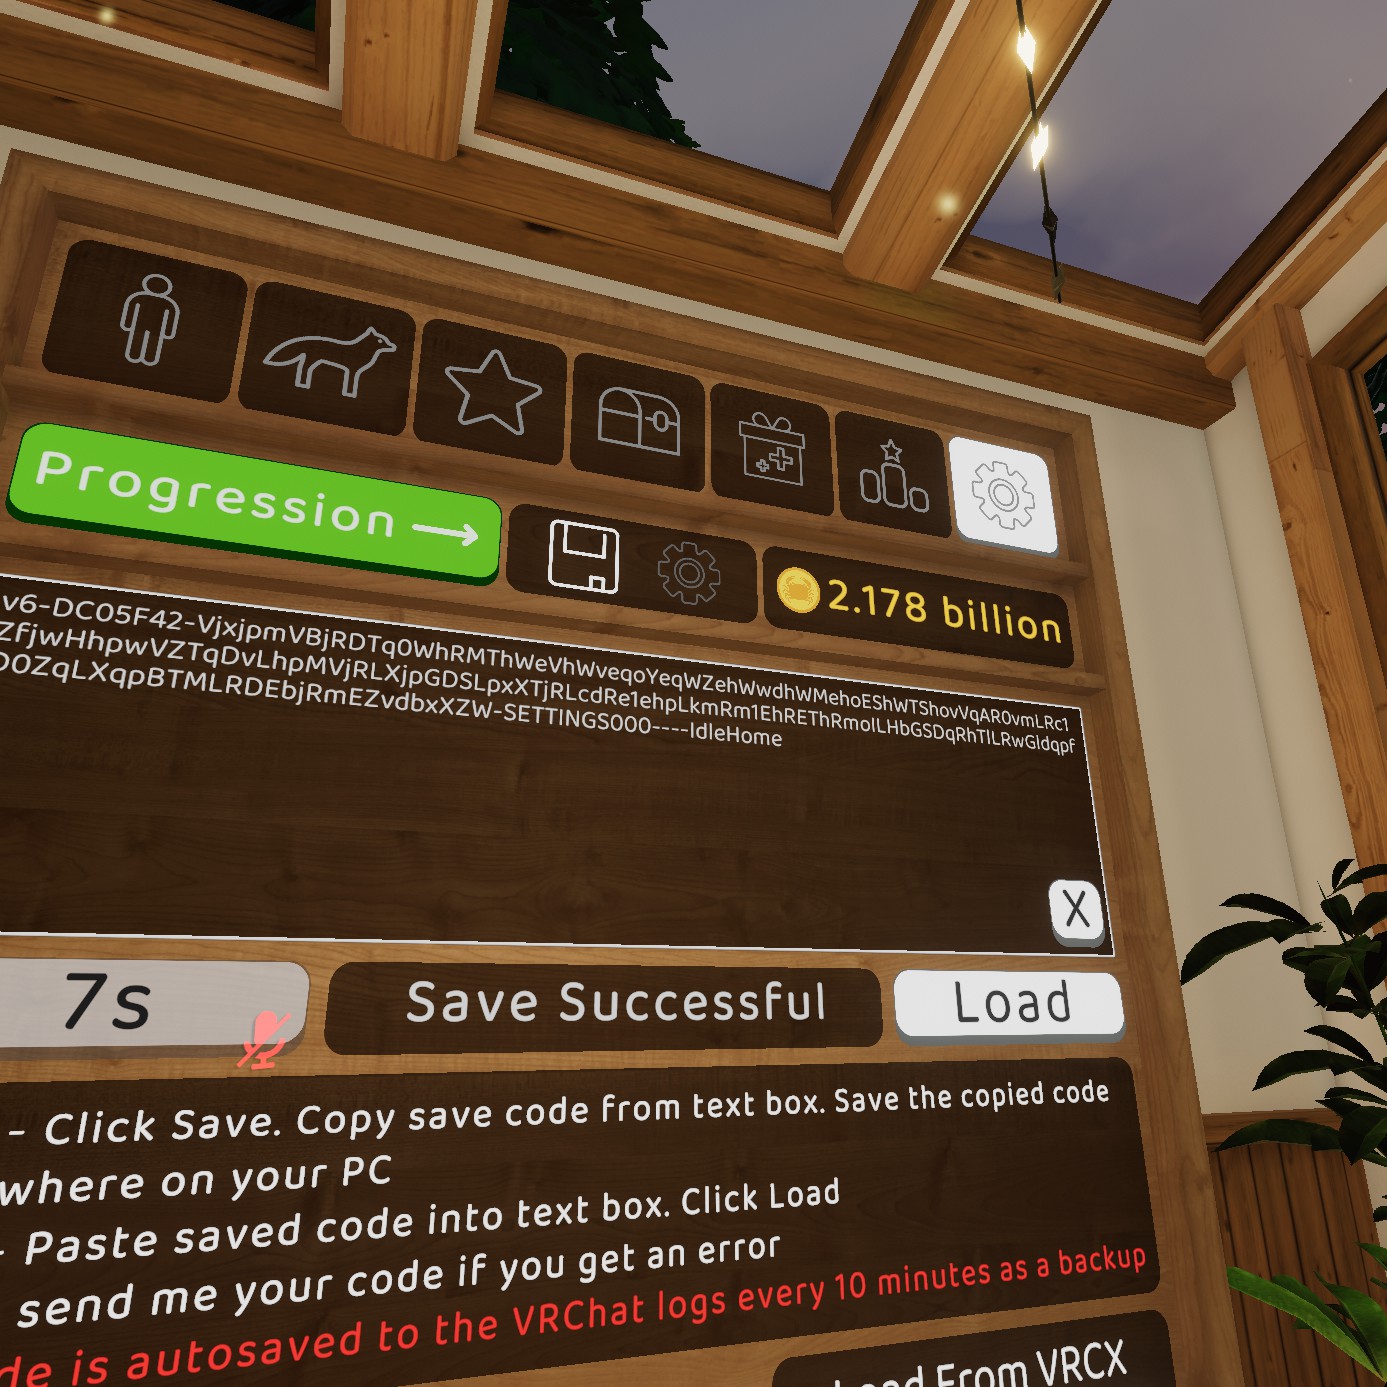 Progression →
2.178 billion
v6-DC05F42-VjxjpmVBjRDTq0WhRMThWeVhWveqoYeqWZehWwdhWMehoEShWTShovVqAR0vmLRc1
ZfjwHhpwVZTqDvLhpMVjRLXjpGDSLpxXTjRLcdRe1ehpLkmRm1EhREThRmoILHbGSDqRhTlLRwGldqpf
D0ZqLXqpBTMLRDEbjRmEZvdbxXZW-SETTINGS000----IdleHome
X
7s
Save Successful
Load
- Click Save. Copy save code from text box. Save the copied code
where on your PC
- Paste saved code into text box. Click Load
send me your code if you get an error
de is autosaved to the VRChat logs every 10 minutes as a backup
From VRCX